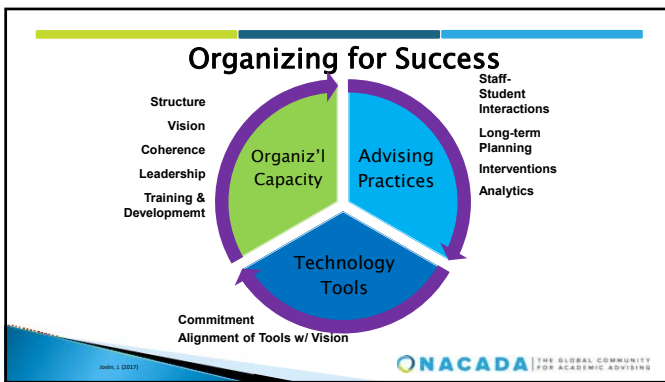 Organizing for Success
Structure
Vision
Coherence
Leadership
Training &
Developmemt
Organiz'l
Capacity
Advising
Practices
Staff-
Student
Interactions
Long-term
Planning
Interventions
Analytics
Technology
Tools
Commitment
Alignment of Tools w/ Vision
Joslin, J. (2017)
NACADA
THE GLOBAL COMMUNITY
FOR ACADEMIC ADVISING